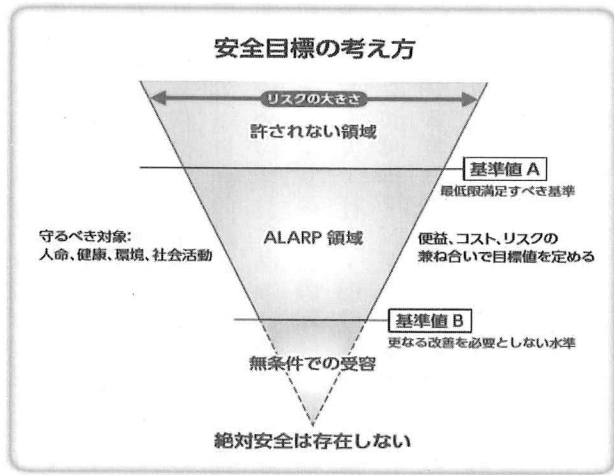 安全目標の考え方
リスクの大きさ
許されない領域
基準値 A
最低限満足すべき基準
守るべき対象:
人命、健康、環境、社会活動
ALARP 領域
便益、コスト、リスクの
兼ね合いで目標値を定める
基準値 B
更なる改善を必要としない水準
無条件での受容
絶対安全は存在しない